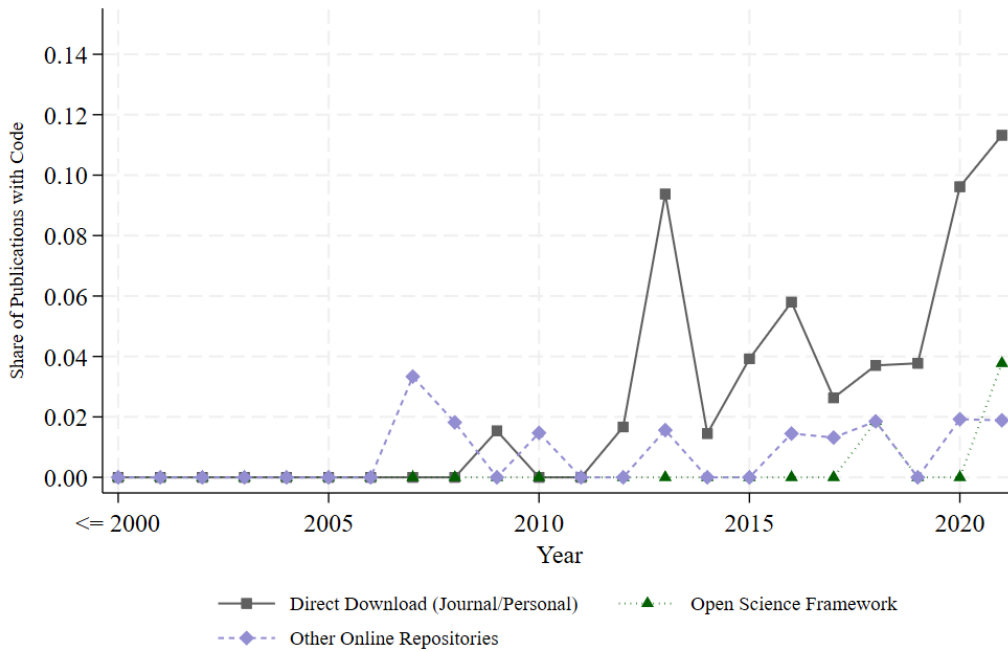 Share of Publications with Code
0.14
0.12
0.10
0.08
0.06
0.04
0.02
0.00
<= 2000 2005 2010 2015 2020
Year
Direct Download (Journal/Personal) Open Science Framework
Other Online Repositories